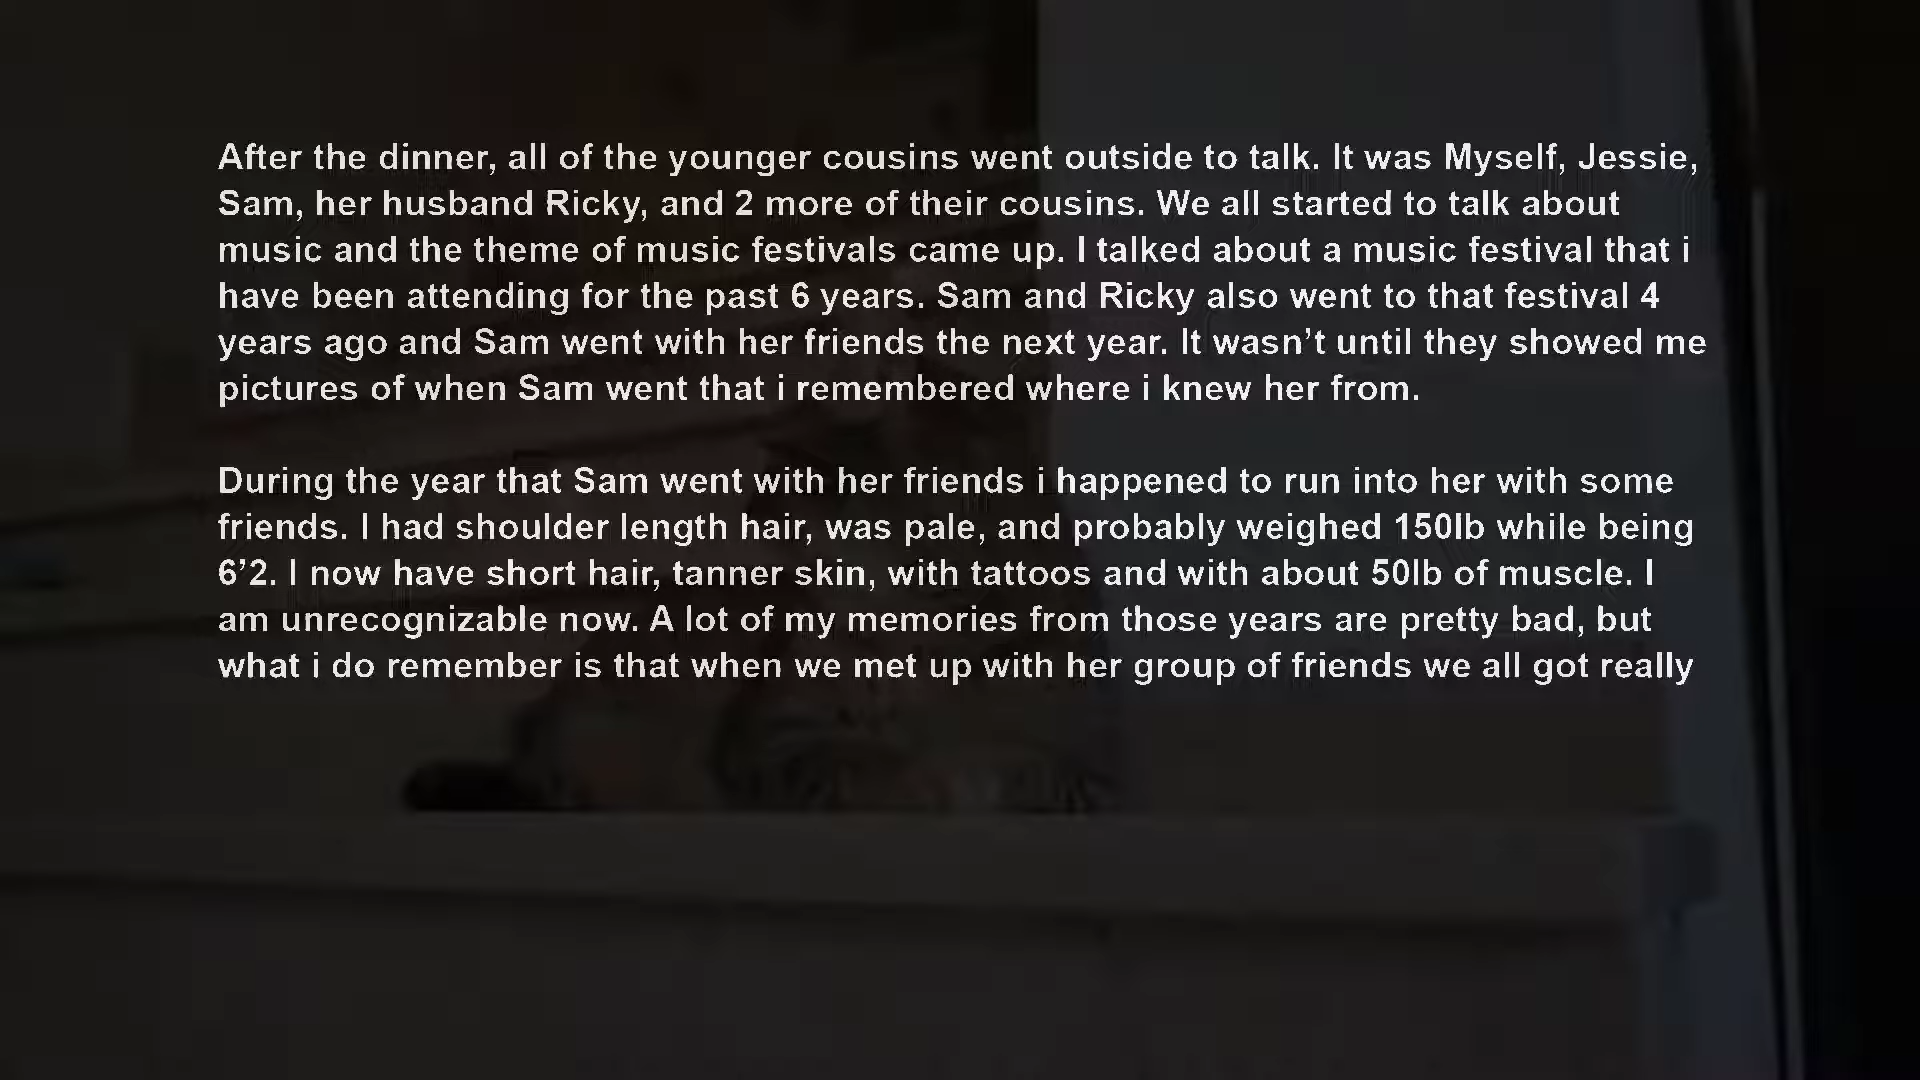 After the dinner, all of the younger cousins went outside to talk. It was Myself, Jessie,
Sam, her husband Ricky, and 2 more of their cousins. We all started to talk about
music and the theme of music festivals came up. I talked about a music festival that i
have been attending for the past 6 years. Sam and Ricky also went to that festival 4
years ago and Sam went with her friends the next year. It wasn’t until they showed me
pictures of when Sam went that i remembered where i knew her from.

During the year that Sam went with her friends i happened to run into her with some
friends. I had shoulder length hair, was pale, and probably weighed 150lb while being
6’2. I now have short hair, tanner skin, with tattoos and with about 50lb of muscle. I
am unrecognizable now. A lot of my memories from those years are pretty bad, but
what i do remember is that when we met up with her group of friends we all got really